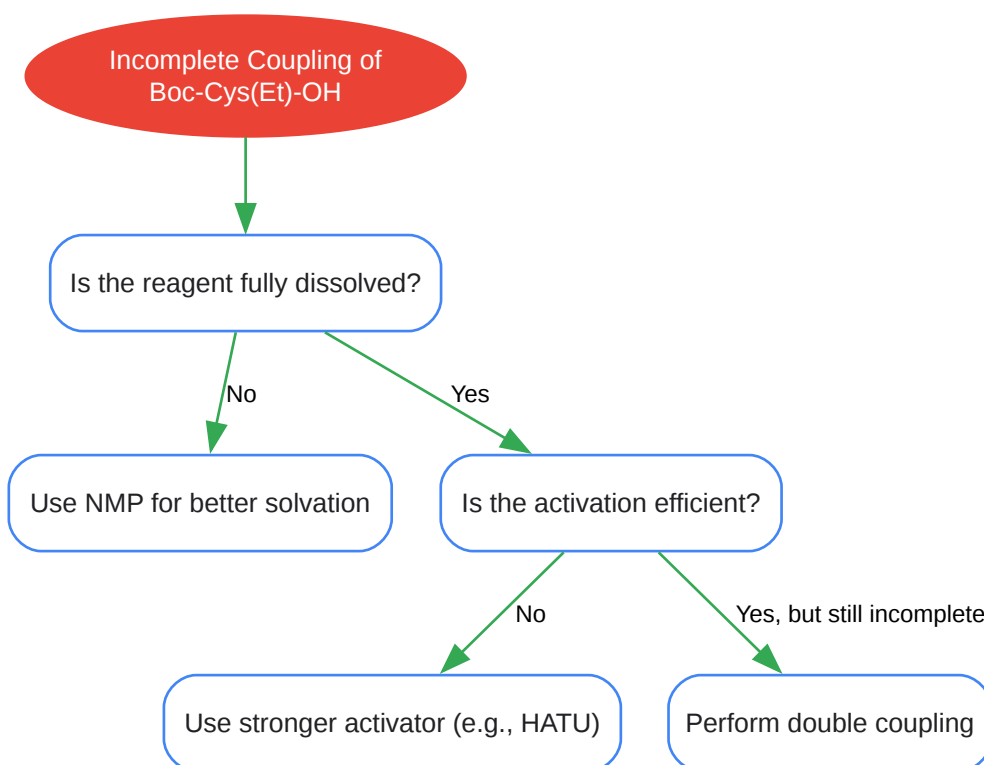 Incomplete Coupling of
Boc-Cys(Et)-OH
Is the reagent fully dissolved?
No
Yes
Use NMP for better solvation
Is the activation efficient?
No
Yes, but still incomplete
Use stronger activator (e.g., HATU)
Perform double coupling